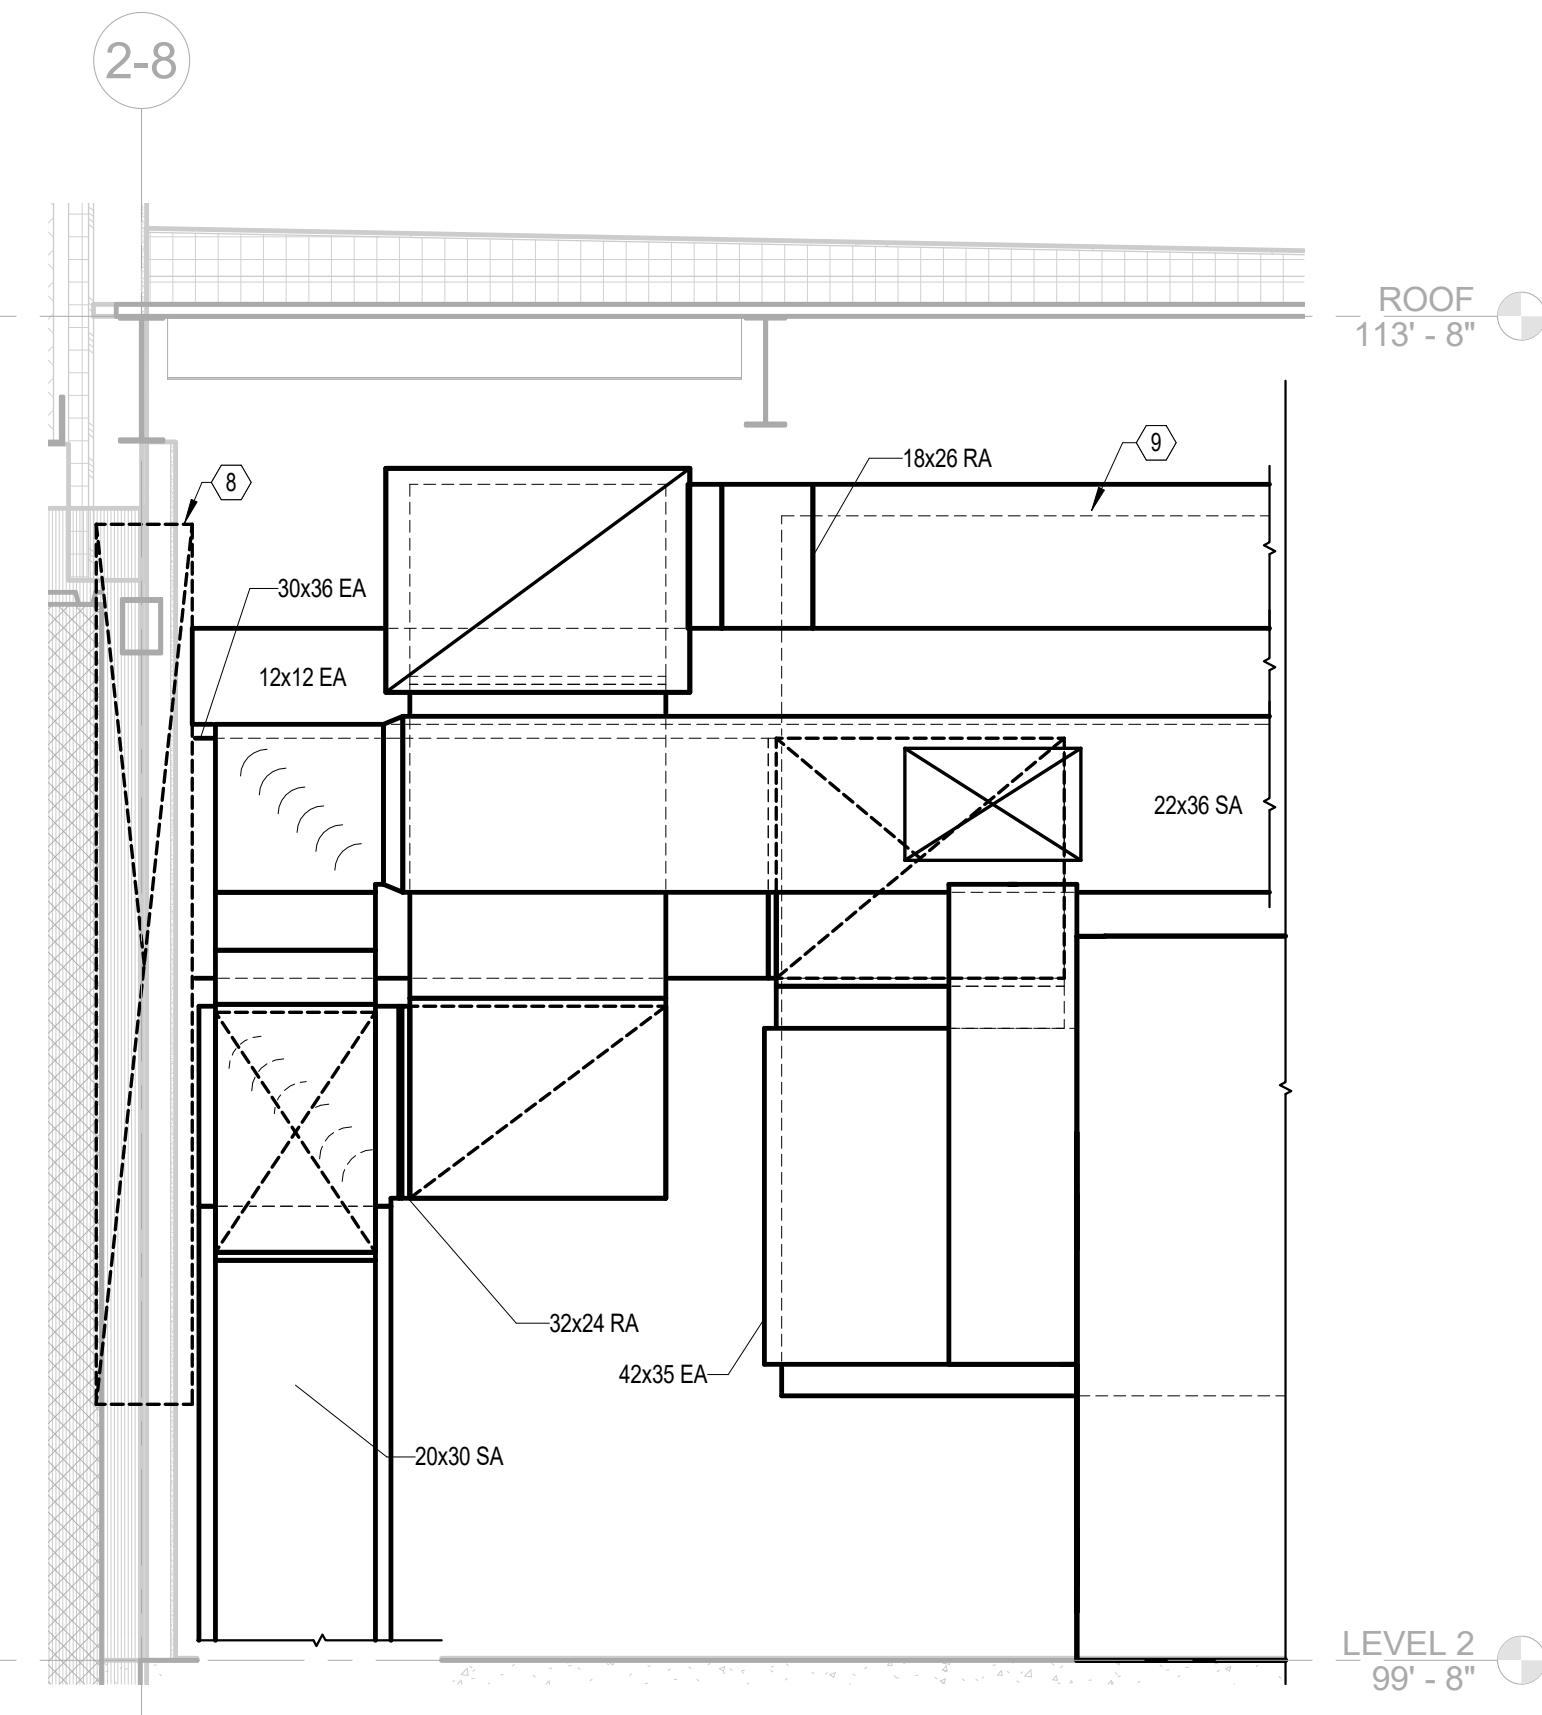 2-8
ROOF
113' - 8"
9
18x26 RA
8
30x36 EA
12x12 EA
22x36 SA
32x24 RA
42x35 EA
20x30 SA
LEVEL 2
99' - 8"